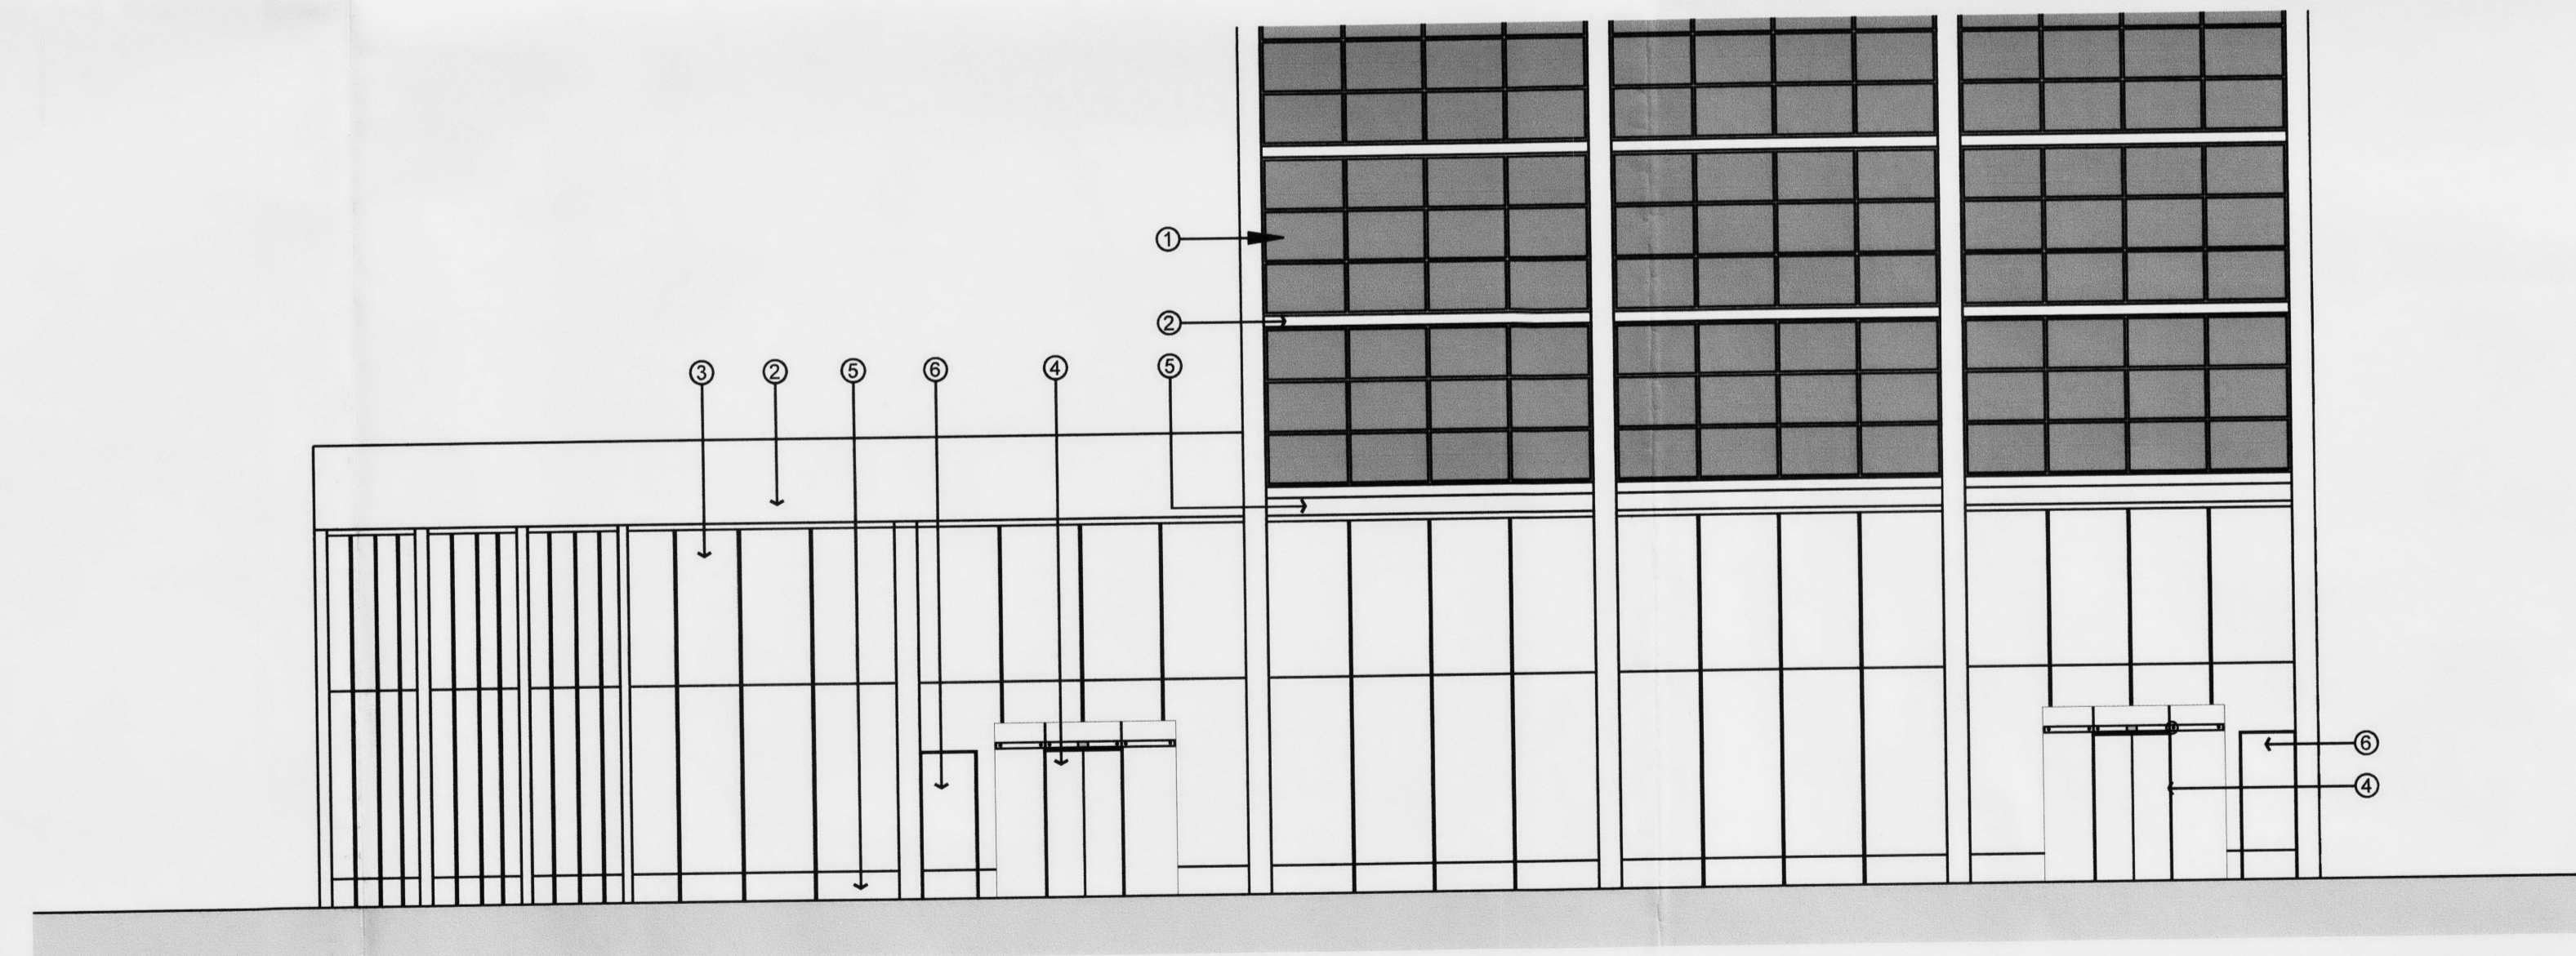 ①
②
③ ② ⑤ ⑥ ④ ⑤
⑥
④